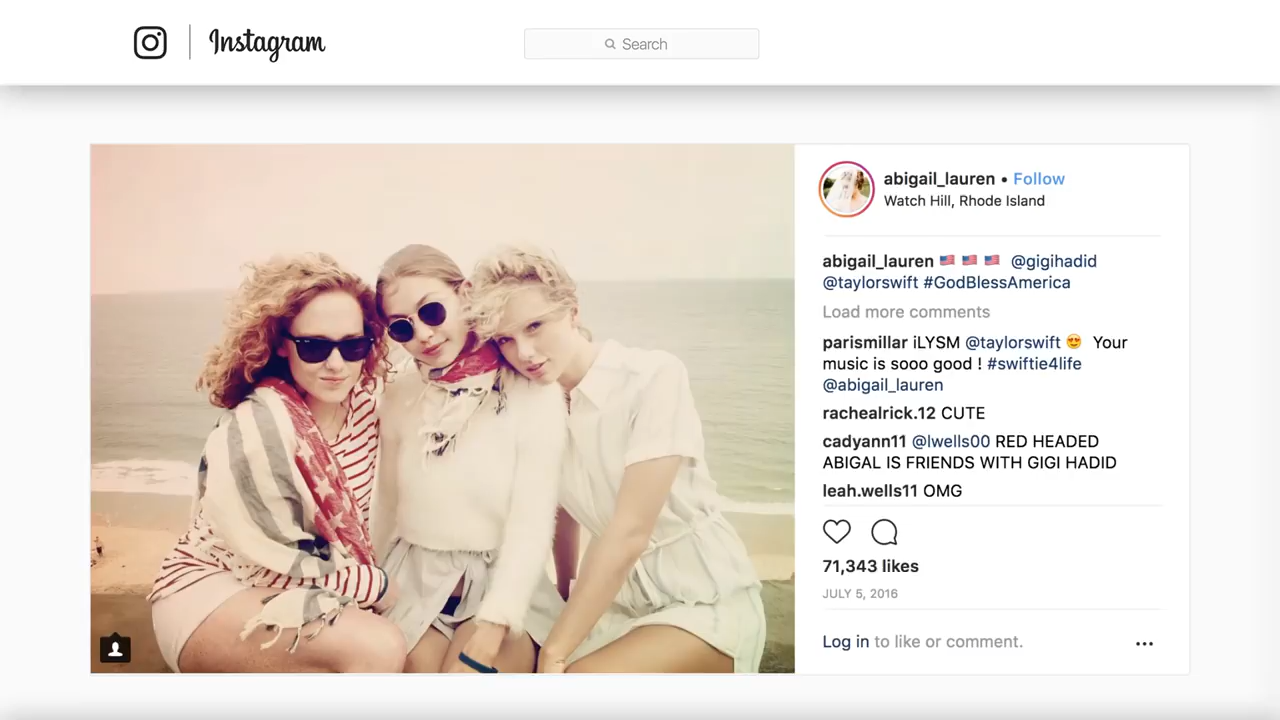 Instagram
Search
abigail_lauren • Follow
Watch Hill, Rhode Island
abigail_lauren 🇺🇸 🇺🇸 🇺🇸 @gigihadid
@taylorswift #GodBlessAmerica
Load more comments
parismillar iLYSM @taylorswift 😍 Your
music is sooo good ! #swiftie4life
@abigail_lauren
rachealrick.12 CUTE
cadyann11 @lwells00 RED HEADED
ABIGAL IS FRIENDS WITH GIGI HADID
leah.wells11 OMG
71,343 likes
JULY 5, 2016
Log in to like or comment.